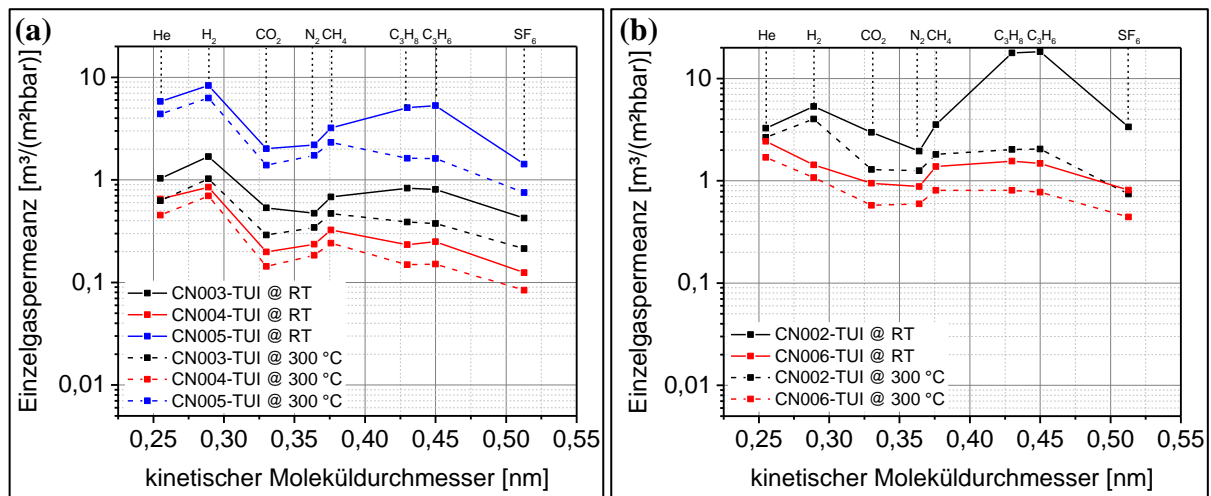 (a)
He H₂ CO₂ N₂ CH₄ C₃H₈ C₃H₆ SF₆
Einzelgaspermeanz [m³/(m²hbar)]
10
1
0,1
0,01
CN003-TUI @ RT
CN004-TUI @ RT
CN005-TUI @ RT
CN003-TUI @ 300 °C
CN004-TUI @ 300 °C
CN005-TUI @ 300 °C
0,25 0,30 0,35 0,40 0,45 0,50 0,55
kinetischer Moleküldurchmesser [nm]
(b)
He H₂ CO₂ N₂ CH₄ C₃H₈ C₃H₆ SF₆
Einzelgaspermeanz [m³/(m²hbar)]
10
1
0,1
0,01
CN002-TUI @ RT
CN006-TUI @ RT
CN002-TUI @ 300 °C
CN006-TUI @ 300 °C
0,25 0,30 0,35 0,40 0,45 0,50 0,55
kinetischer Moleküldurchmesser [nm]